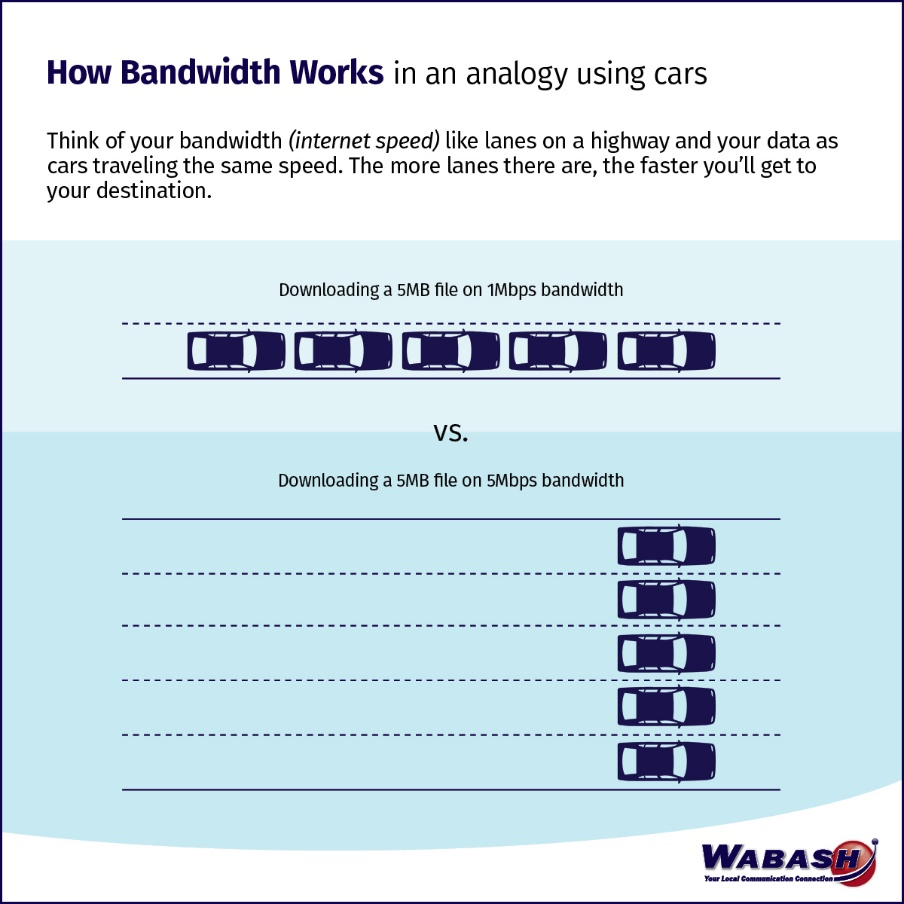 How Bandwidth Works in an analogy using cars
Think of your bandwidth (internet speed) like lanes on a highway and your data as
cars traveling the same speed. The more lanes there are, the faster you’ll get to
your destination.
Downloading a 5MB file on 1Mbps bandwidth
vs.
Downloading a 5MB file on 5Mbps bandwidth
WABASH
Your Local Communication Connection